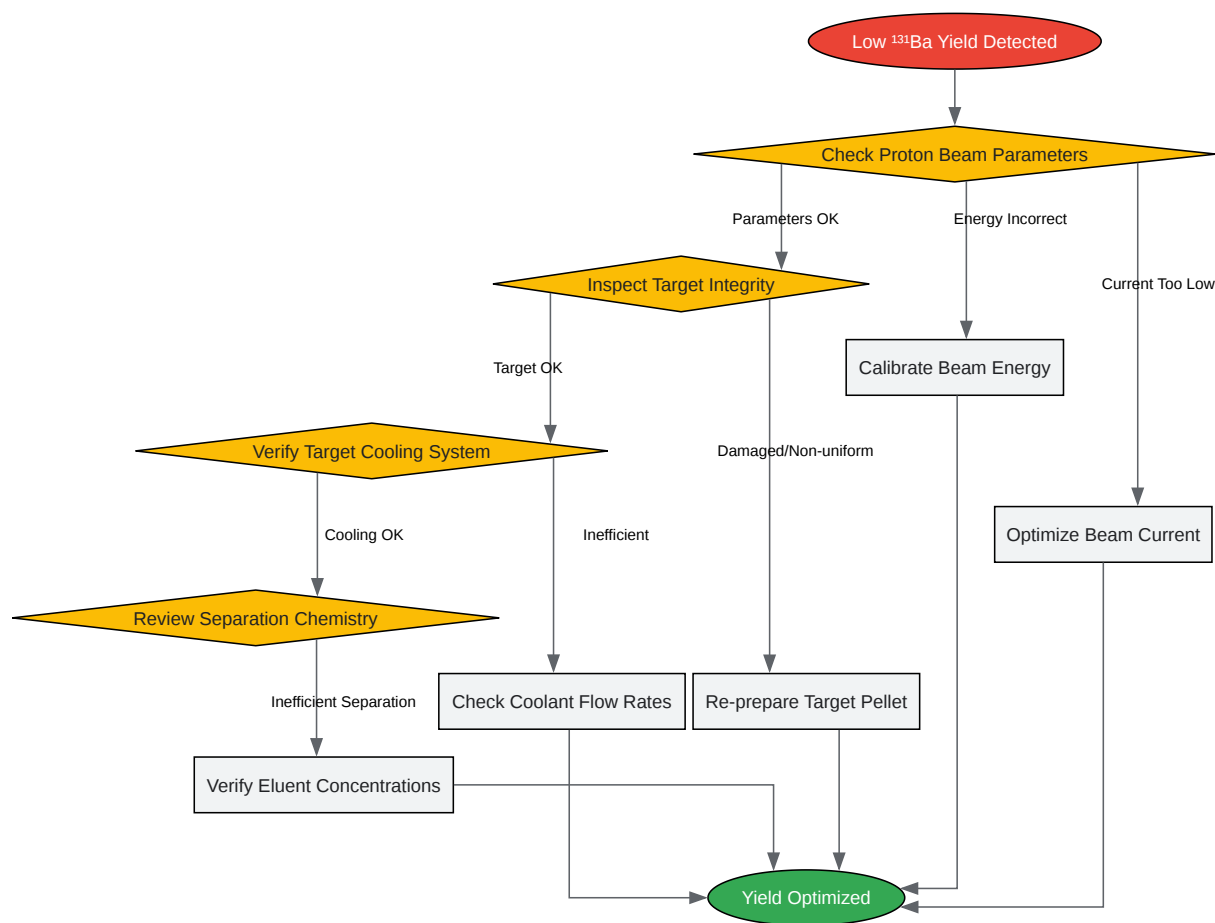 Low ¹³¹Ba Yield Detected
Check Proton Beam Parameters
Parameters OK
Energy Incorrect
Inspect Target Integrity
Current Too Low
Calibrate Beam Energy
Target OK
Verify Target Cooling System
Damaged/Non-uniform
Cooling OK
Inefficient
Optimize Beam Current
Review Separation Chemistry
Inefficient Separation
Check Coolant Flow Rates
Re-prepare Target Pellet
Verify Eluent Concentrations
Yield Optimized